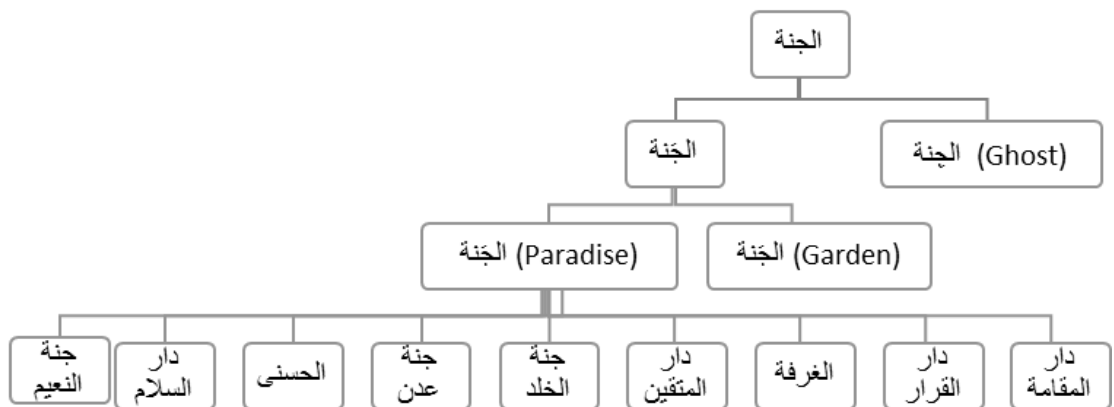 الجنة
الجَنة
الجِنة (Ghost)
الجَنة (Paradise)
الجَنة (Garden)
جنة
النعيم
دار
السلام
الحسنى
جنة
عدن
جنة
الخلد
دار
المتقين
الغرفة
دار
القرار
دار
المقامة